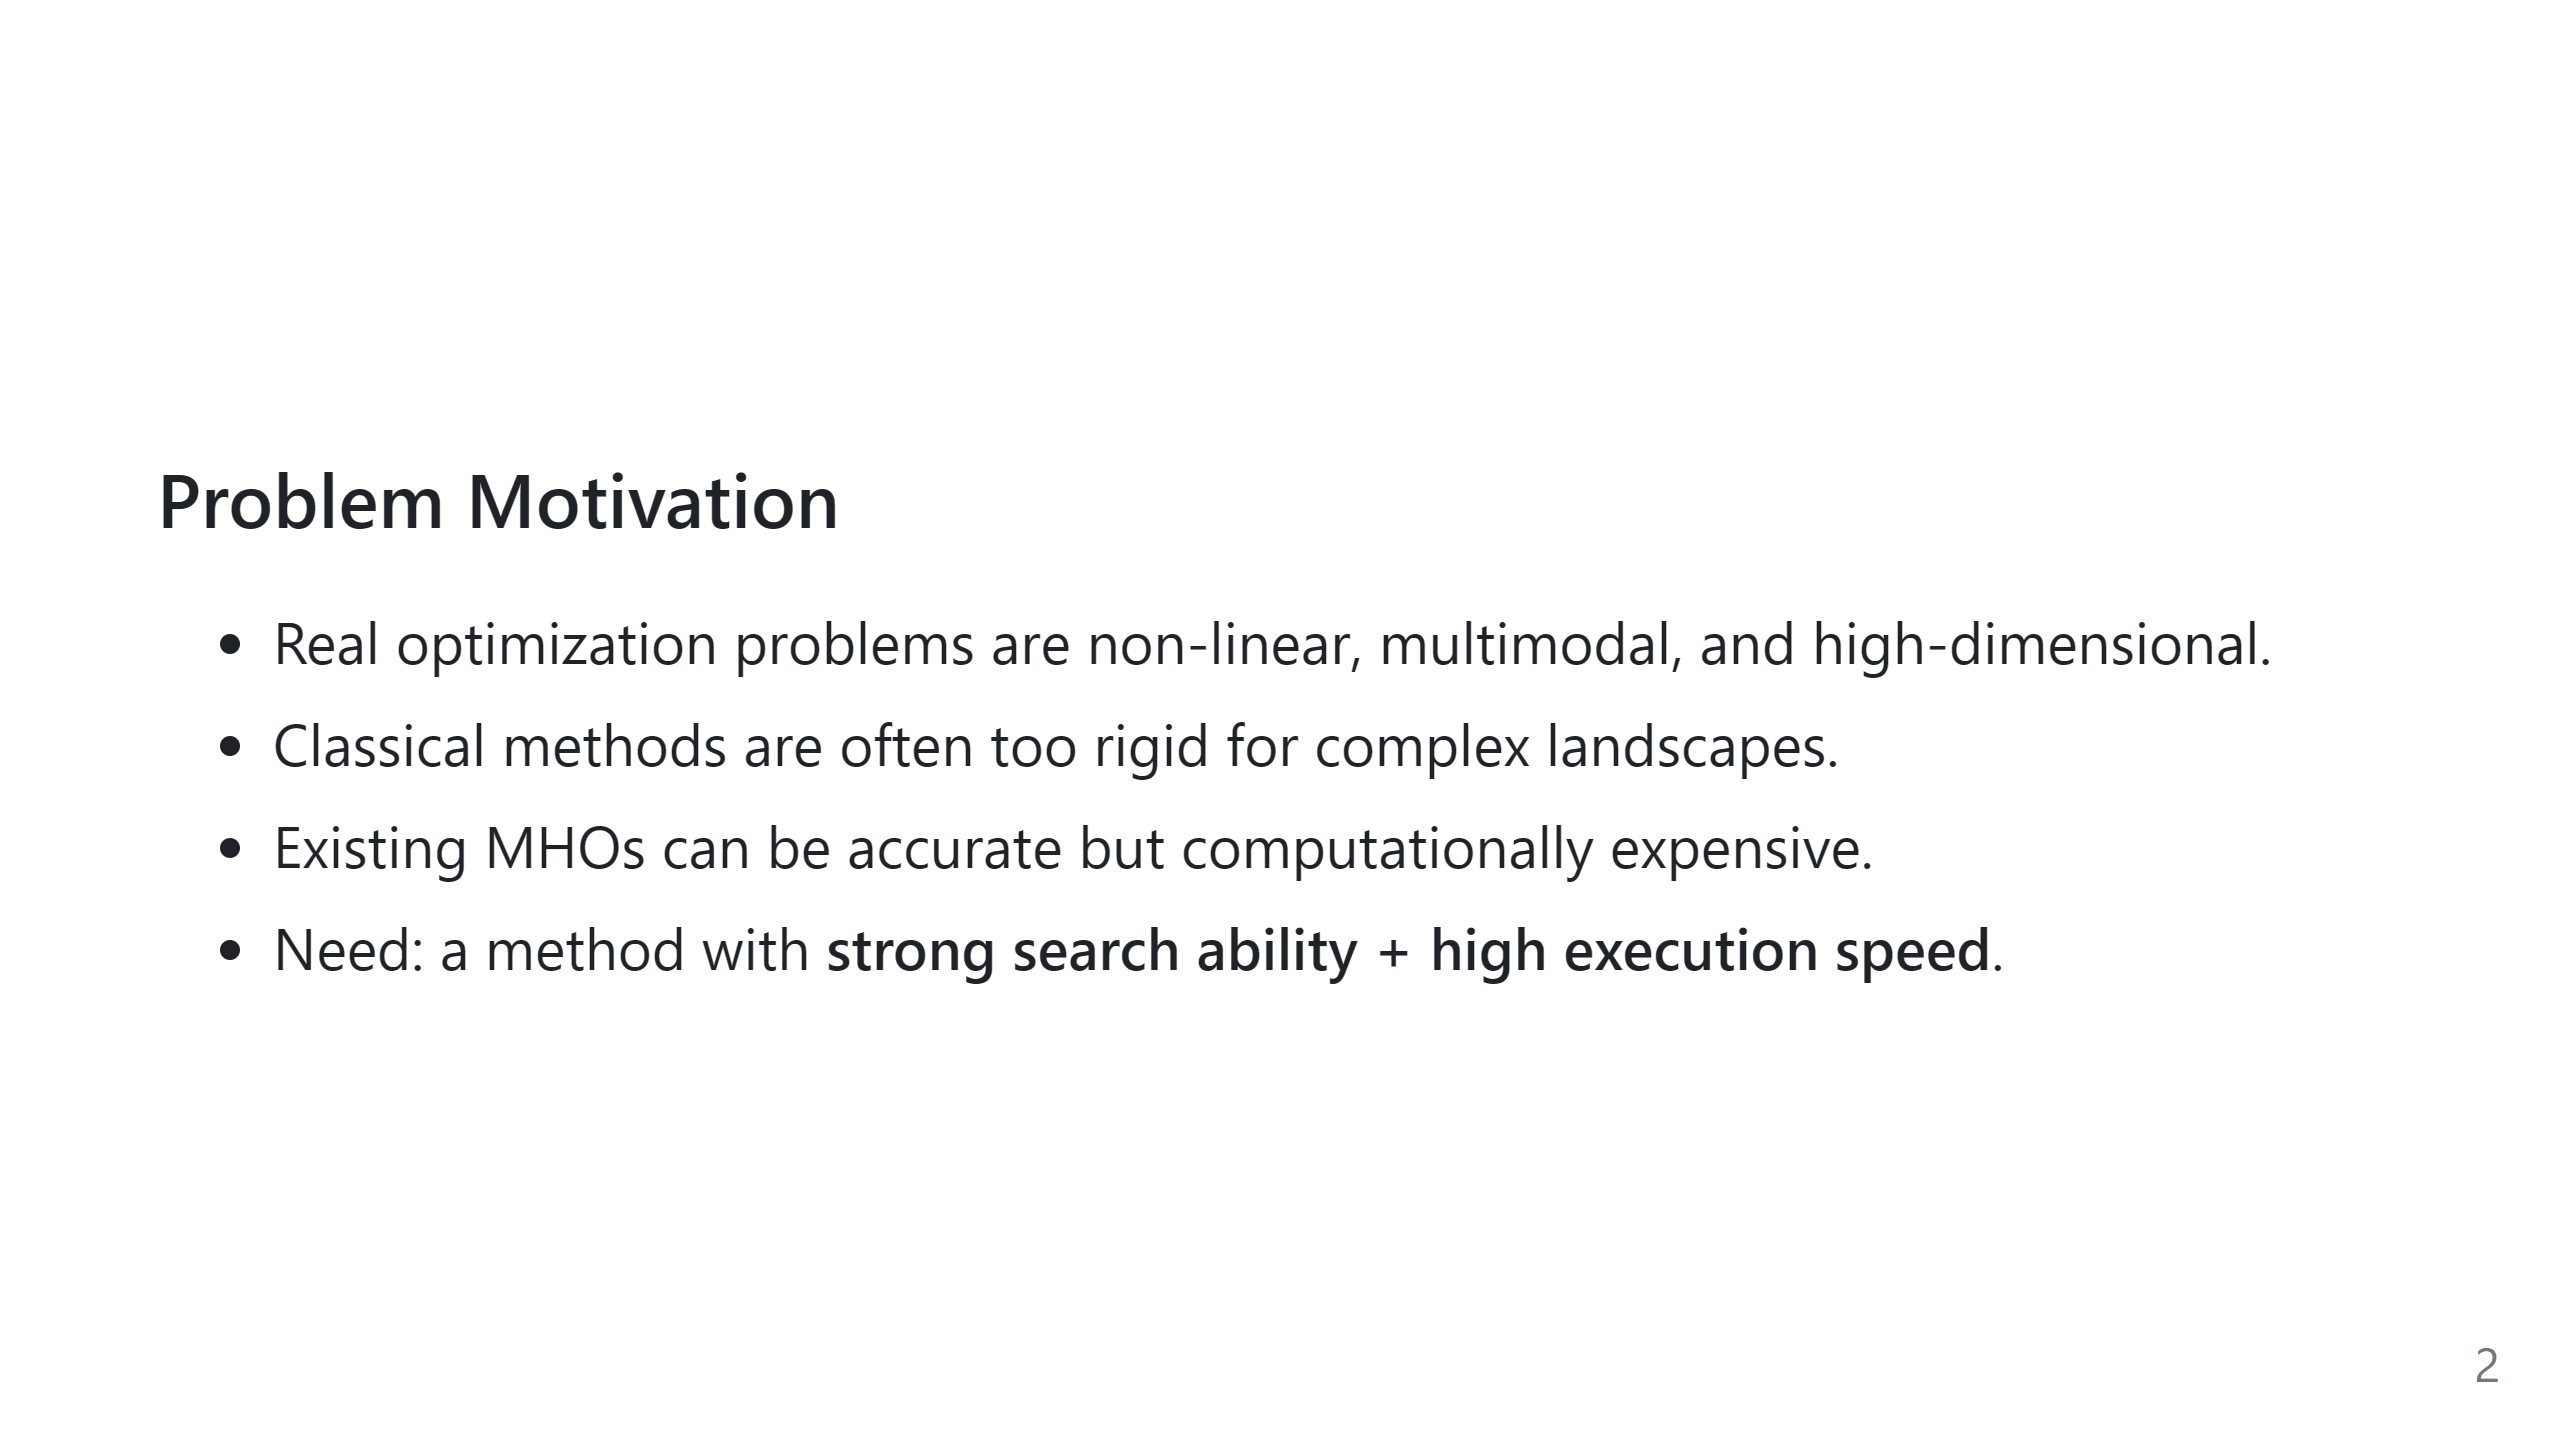 Problem Motivation
• Real optimization problems are non-linear, multimodal, and high-dimensional.
• Classical methods are often too rigid for complex landscapes.
• Existing MHOs can be accurate but computationally expensive.
• Need: a method with strong search ability + high execution speed.
2